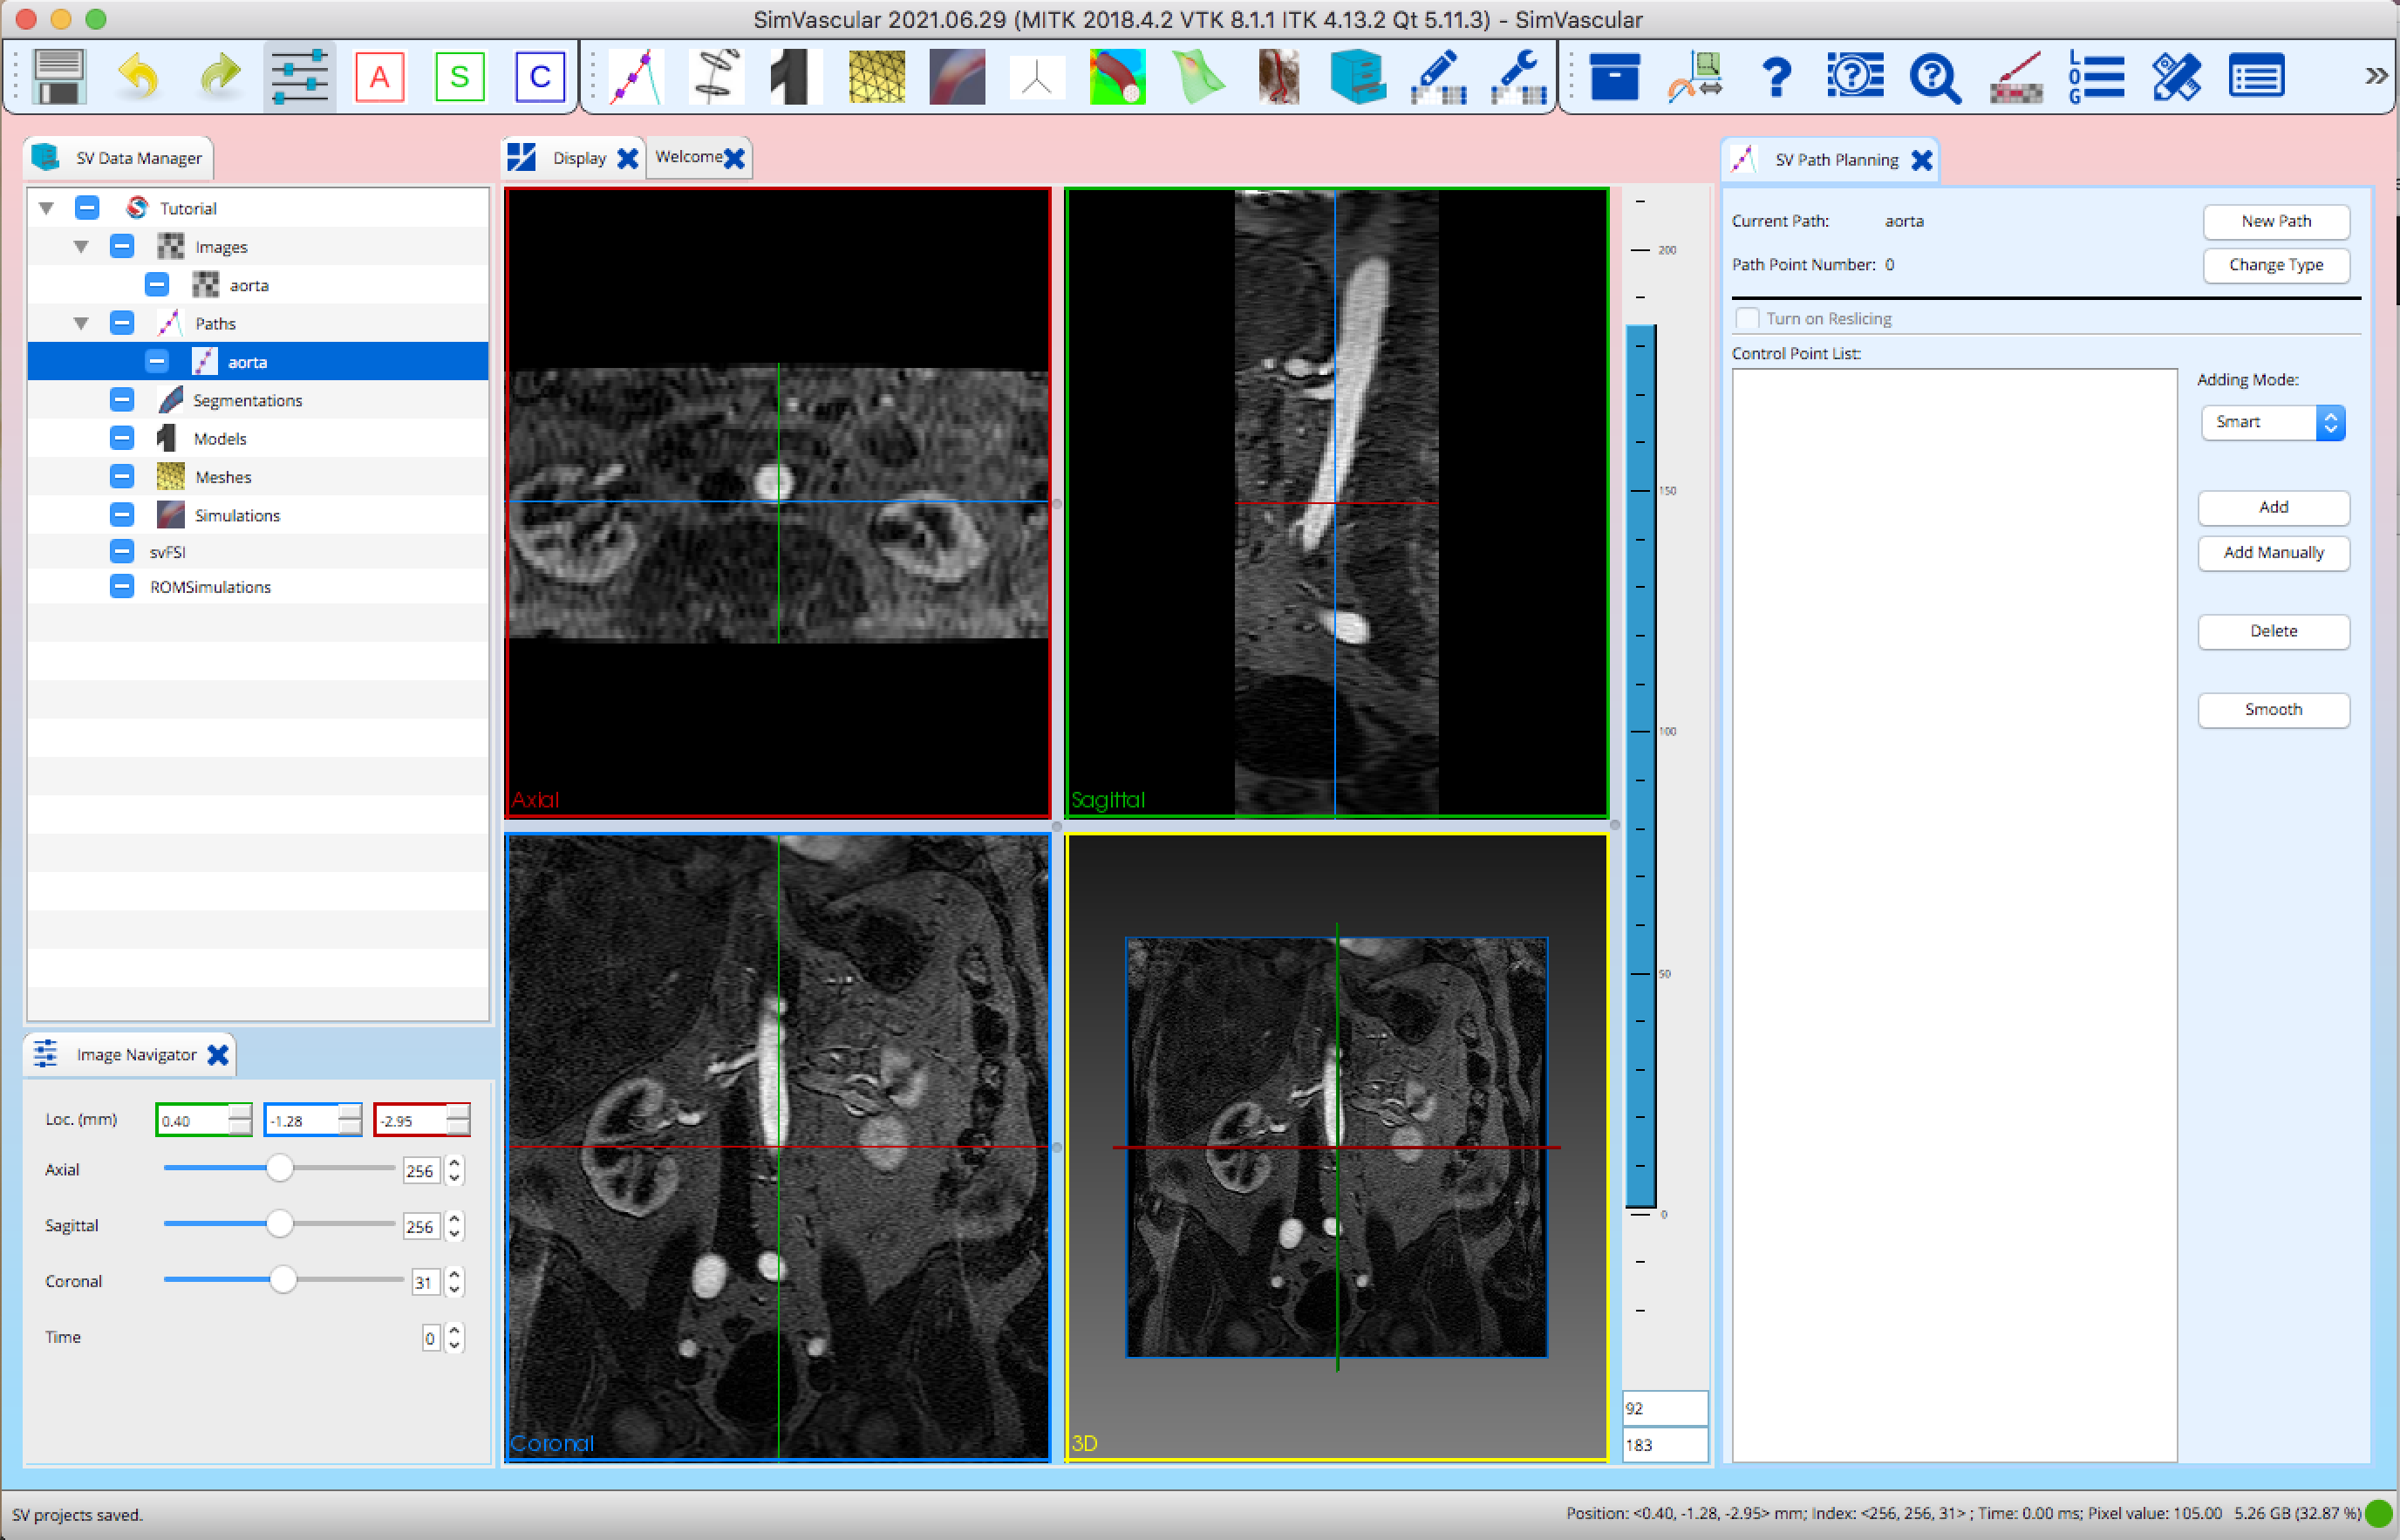 SimVascular 2021.06.29 (MITK 2018.4.2 VTK 8.1.1 ITK 4.13.2 Qt 5.11.3) - SimVascular
A
S
C
LOG
SV Data Manager
Tutorial
Images
aorta
Paths
aorta
Segmentations
Models
Meshes
Simulations
svFSI
ROMSimulations
Image Navigator
Loc. (mm) 0.40 -1.28 -2.95
Axial 256
Sagittal 256
Coronal 31
Time 0
Display
Welcome
Axial
Sagittal
Coronal
3D
200
150
100
50
0
92
183
SV Path Planning
Current Path: aorta
New Path
Path Point Number: 0
Change Type
Turn on Reslicing
Control Point List:
Adding Mode:
Smart
Add
Add Manually
Delete
Smooth
SV projects saved.
Position: <0.40, -1.28, -2.95> mm; Index: <256, 256, 31> ; Time: 0.00 ms; Pixel value: 105.00 5.26 GB (32.87 %)